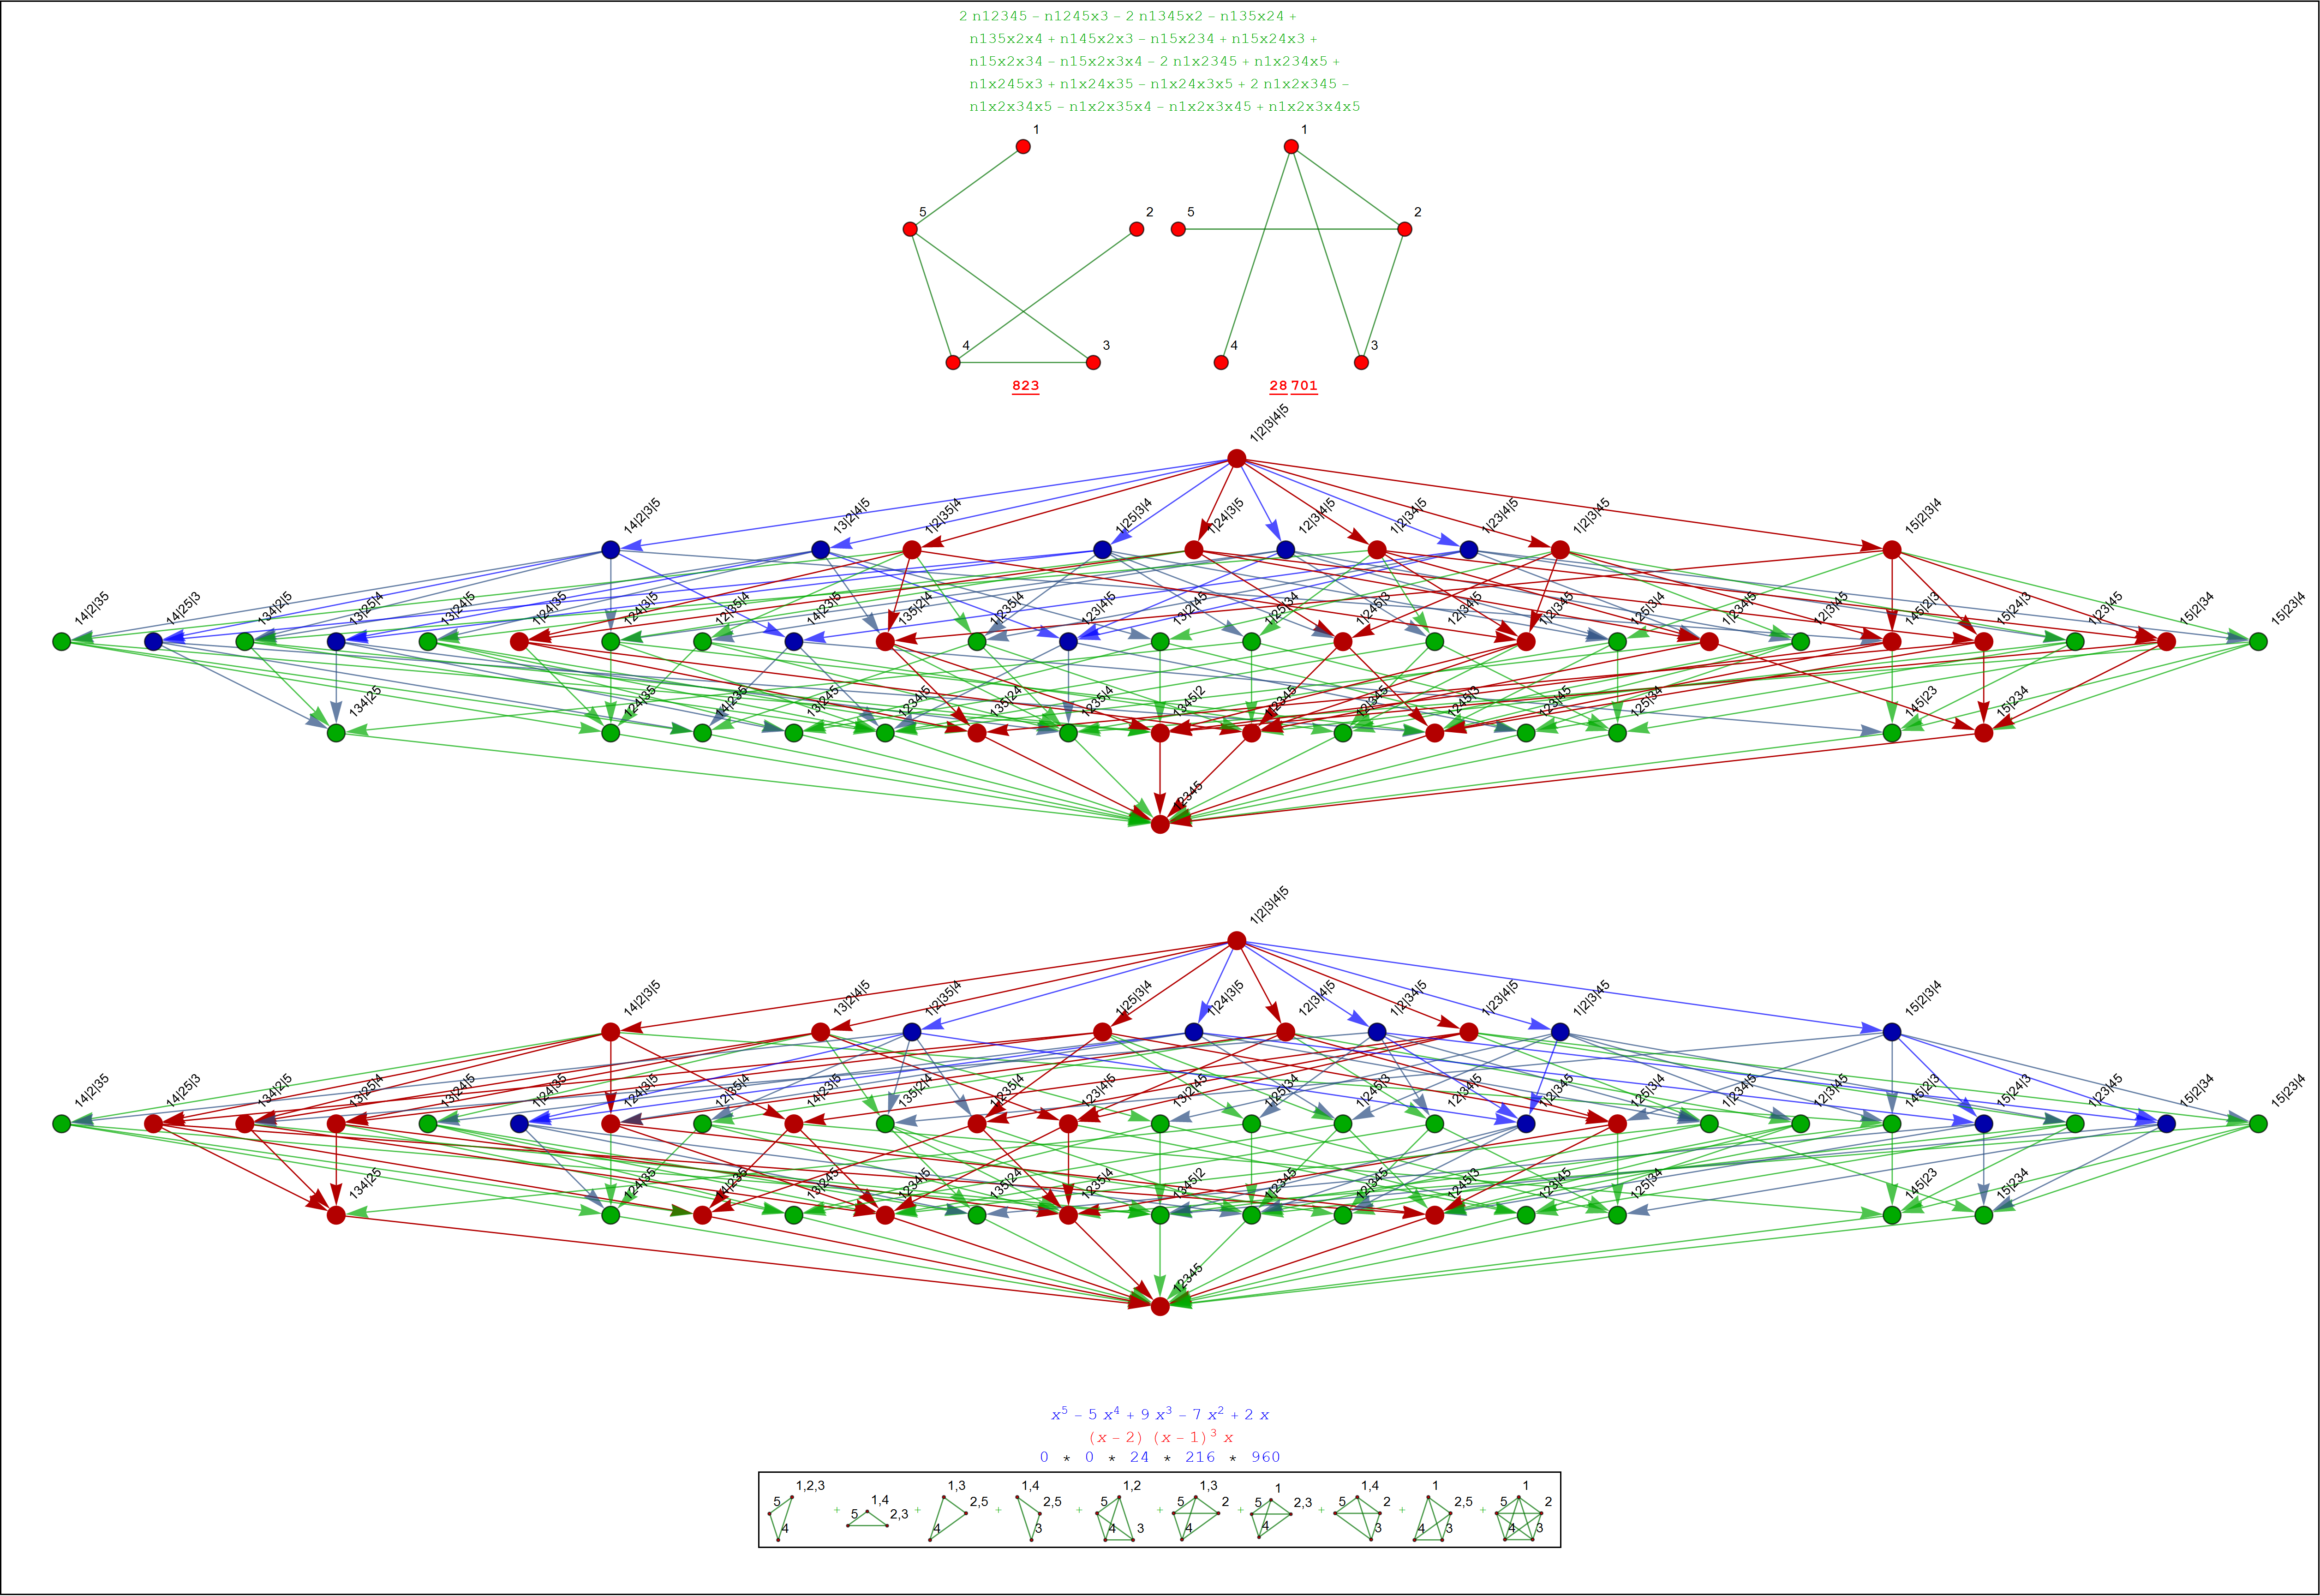 2 n12345 − n1245x3 − 2 n1345x2 − n135x24 +
n135x2x4 + n145x2x3 − n15x234 + n15x24x3 +
n15x2x34 − n15x2x3x4 − 2 n1x2345 + n1x234x5 +
n1x245x3 + n1x24x35 − n1x24x3x5 + 2 n1x2x345 −
n1x2x34x5 − n1x2x35x4 − n1x2x3x45 + n1x2x3x4x5
1 1
5 2 5 2
4 3 4 3
823 28 701
1|2|3|4|5
14|2|3|5 13|2|4|5 1|2|35|4 1|25|3|4 1|24|3|5 12|3|4|5 1|2|34|5 1|23|4|5 1|2|3|45 15|2|3|4
14|2|35 14|25|3 134|2|5 13|25|4 13|24|5 1|24|35 124|3|5 12|35|4 14|23|5 135|2|4 1|235|4 123|4|5 13|2|45 1|25|34 1|245|3 12|34|5 1|2|345 125|3|4 1|234|5 12|3|45 145|2|3 15|24|3 1|23|45 15|2|34 15|23|4
134|25 124|35 14|235 13|245 1234|5 135|24 1235|4 1345|2 1|2345 12|345 1245|3 123|45 125|34 145|23 15|234
12345
1|2|3|4|5
14|2|3|5 13|2|4|5 1|2|35|4 1|25|3|4 1|24|3|5 12|3|4|5 1|2|34|5 1|23|4|5 1|2|3|45 15|2|3|4
14|2|35 14|25|3 134|2|5 13|25|4 13|24|5 1|24|35 124|3|5 12|35|4 14|23|5 135|2|4 1|235|4 123|4|5 13|2|45 1|25|34 1|245|3 12|34|5 1|2|345 125|3|4 1|234|5 12|3|45 145|2|3 15|24|3 1|23|45 15|2|34 15|23|4
134|25 124|35 14|235 13|245 1234|5 135|24 1235|4 1345|2 1|2345 12|345 1245|3 123|45 125|34 145|23 15|234
12345
x⁵ − 5 x⁴ + 9 x³ − 7 x² + 2 x
(x − 2) (x − 1)³ x
0 * 0 * 24 * 216 * 960
5 1,2,3 4 + 5 1,4 2,3 + 1,3 2,5 4 + 1,4 2,5 3 + 1,2 5 4 3 + 1,3 5 2 4 + 1 5 2,3 4 + 1,4 5 2 3 + 1 2,5 4 3 + 1 5 2 4 3